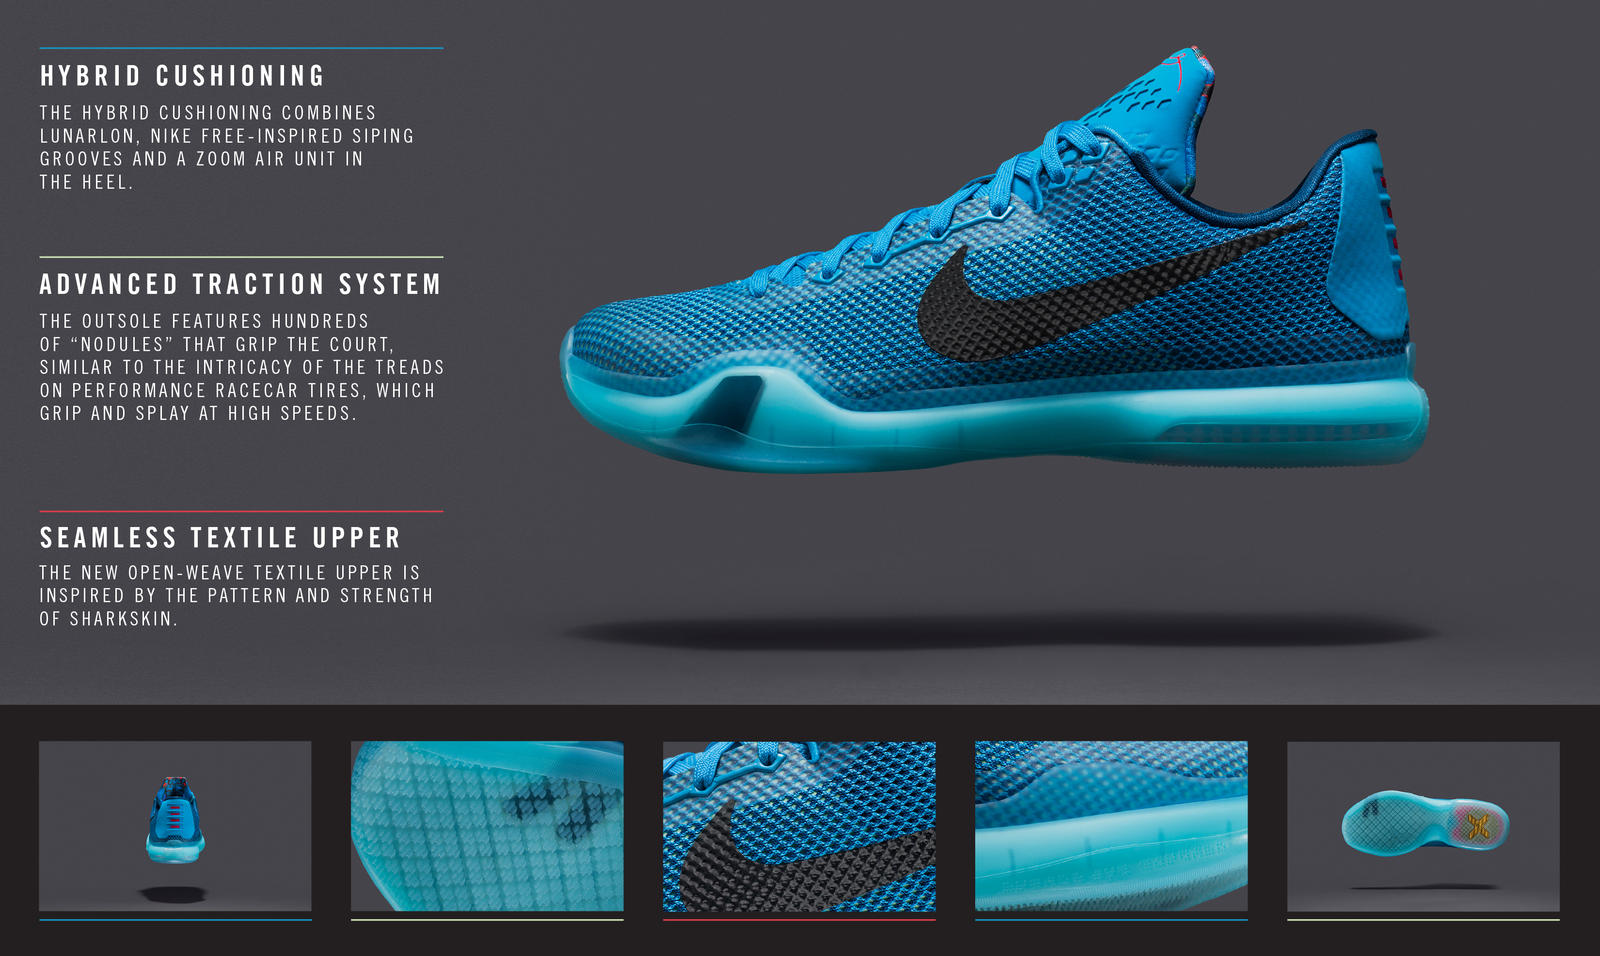 HYBRID CUSHIONING
THE HYBRID CUSHIONING COMBINES
LUNARLON, NIKE FREE-INSPIRED SIPING
GROOVES AND A ZOOM AIR UNIT IN
THE HEEL.
ADVANCED TRACTION SYSTEM
THE OUTSOLE FEATURES HUNDREDS
OF “NODULES” THAT GRIP THE COURT,
SIMILAR TO THE INTRICACY OF THE TREADS
ON PERFORMANCE RACECAR TIRES, WHICH
GRIP AND SPLAY AT HIGH SPEEDS.
SEAMLESS TEXTILE UPPER
THE NEW OPEN-WEAVE TEXTILE UPPER IS
INSPIRED BY THE PATTERN AND STRENGTH
OF SHARKSKIN.